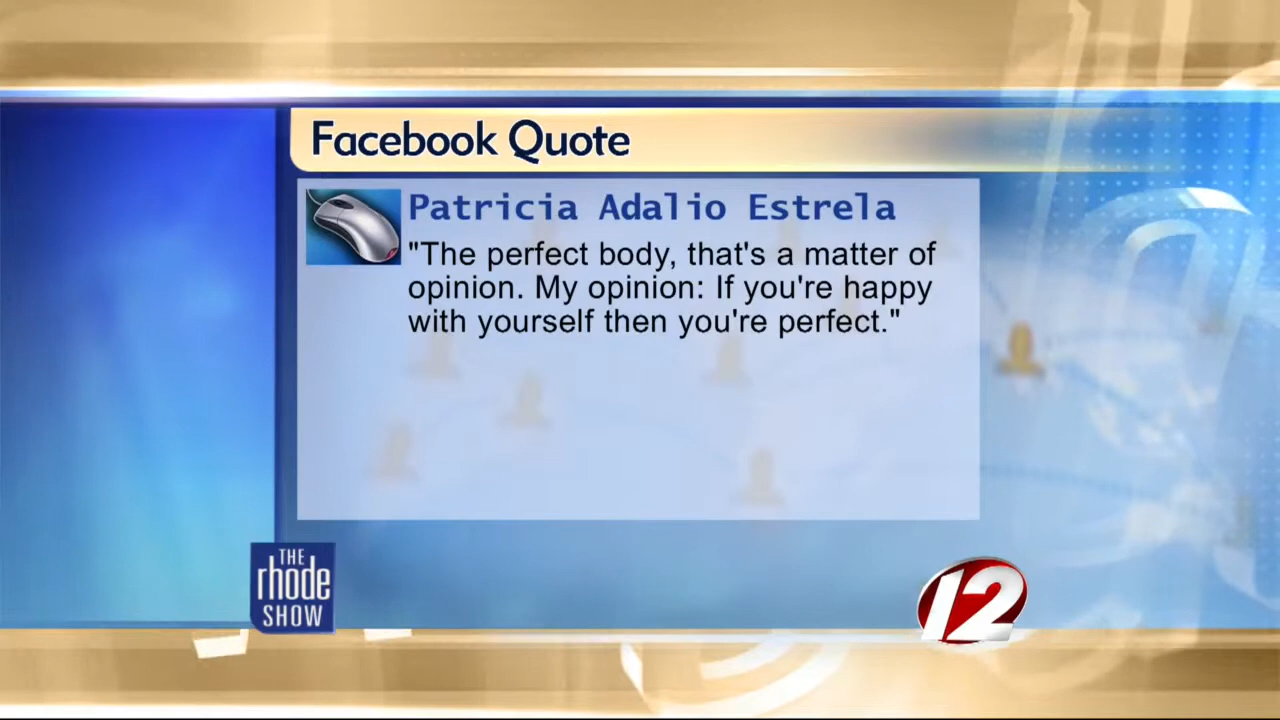 Facebook Quote
Patricia Adalio Estrela
"The perfect body, that's a matter of
opinion. My opinion: If you're happy
with yourself then you're perfect."
THE
rhode
SHOW
12